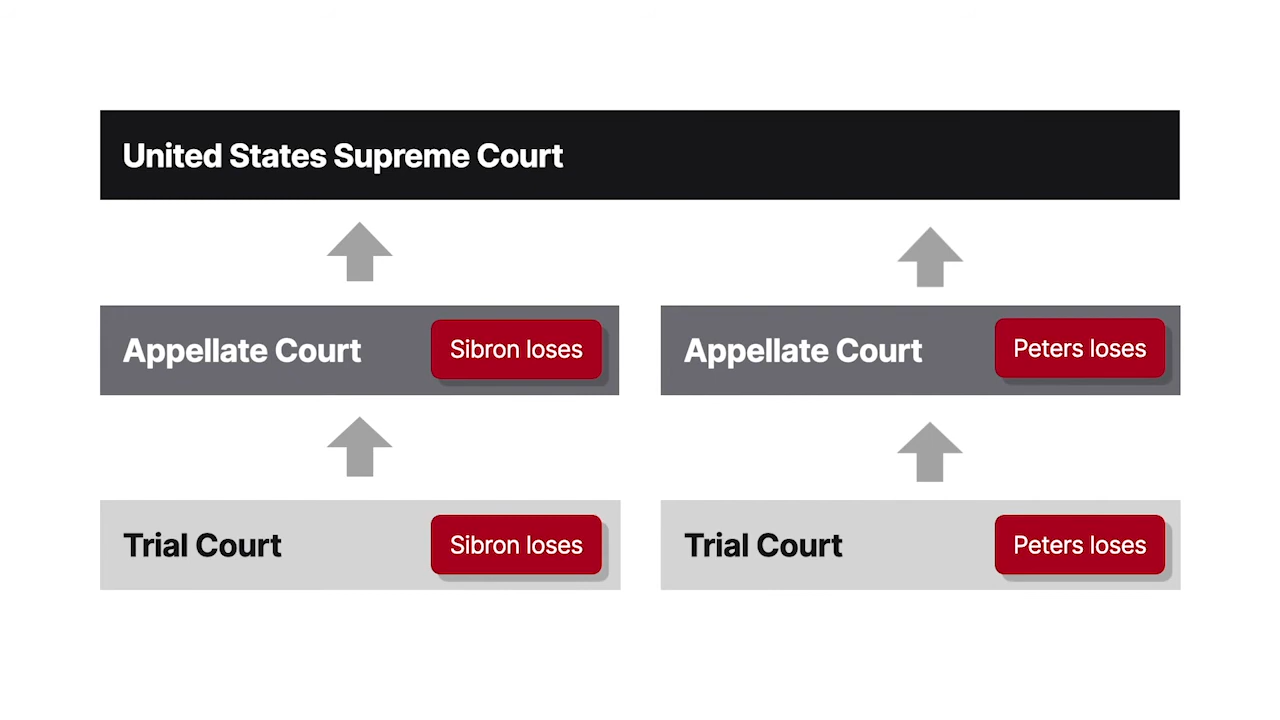 United States Supreme Court
Appellate Court
Sibron loses
Appellate Court
Peters loses
Trial Court
Sibron loses
Trial Court
Peters loses